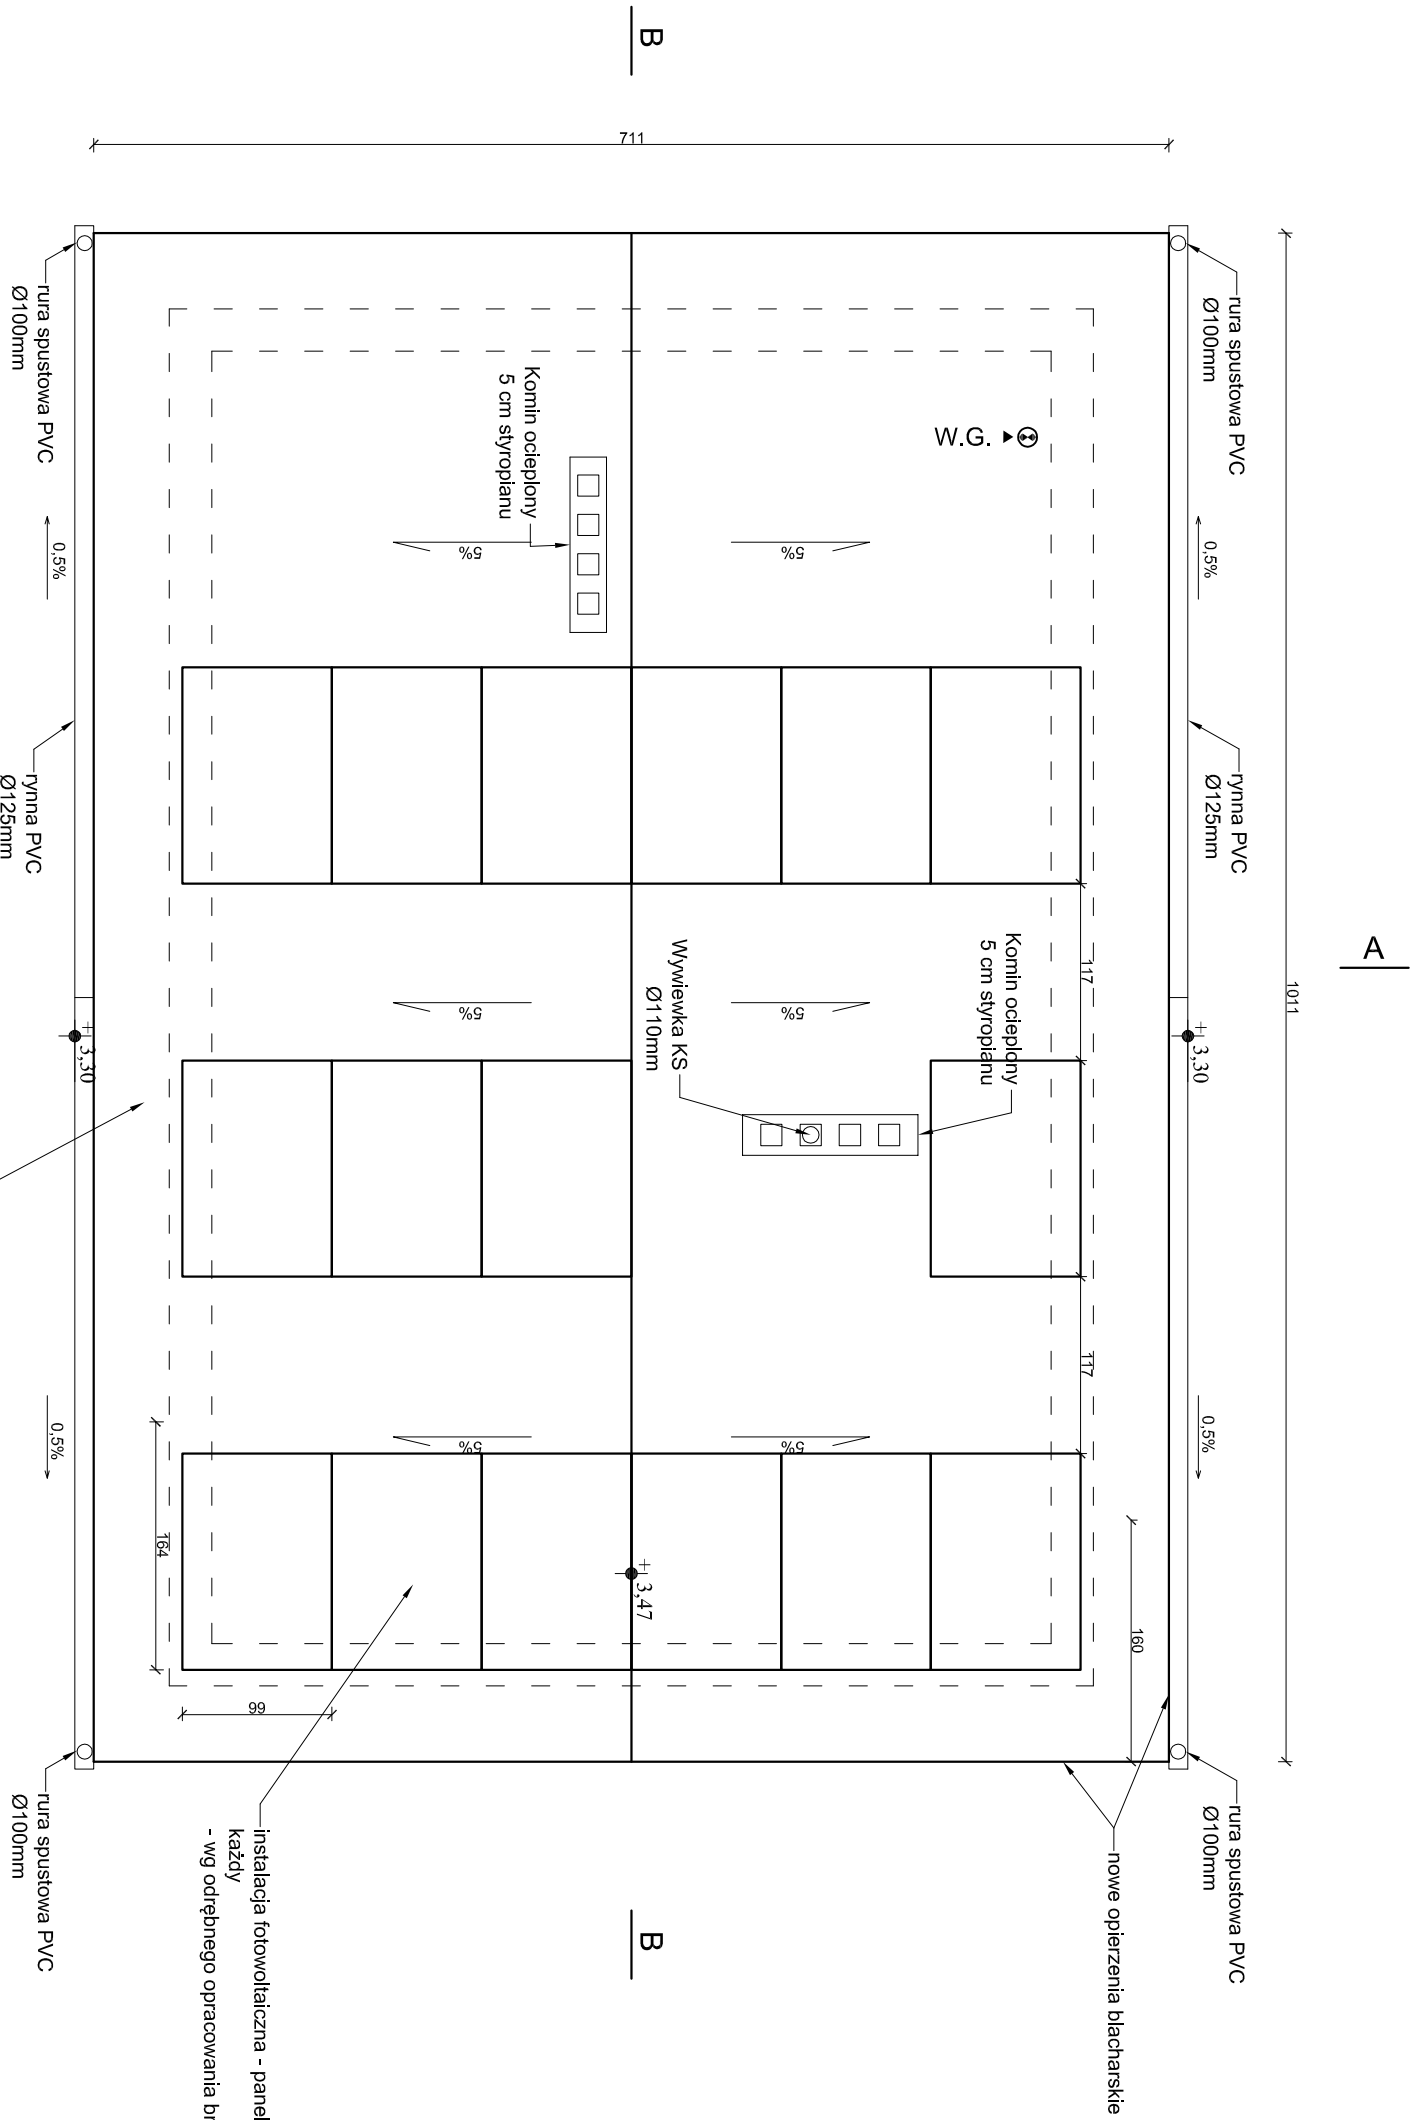 B
711
rura spustowa PVC
Ø100mm
rura spustowa PVC
Ø100mm
1011
A
W.G.
Komin ocieplony
5 cm styropianu
0,5%
0,5%
5%
5%
rynna PVC
Ø125mm
rynna PVC
Ø125mm
117
Komin ocieplony
5 cm styropianu
Wywiewka KS
Ø110mm
5%
5%
+
3,30
+
3,30
117
0,5%
0,5%
5%
5%
164
160
+
3,47
99
nowe opierzenia blacharskie
instalacja fotowoltaiczna - panel
każdy
- wg odrębnego opracowania
rura spustowa PVC
Ø100mm
rura spustowa PVC
Ø100mm
B